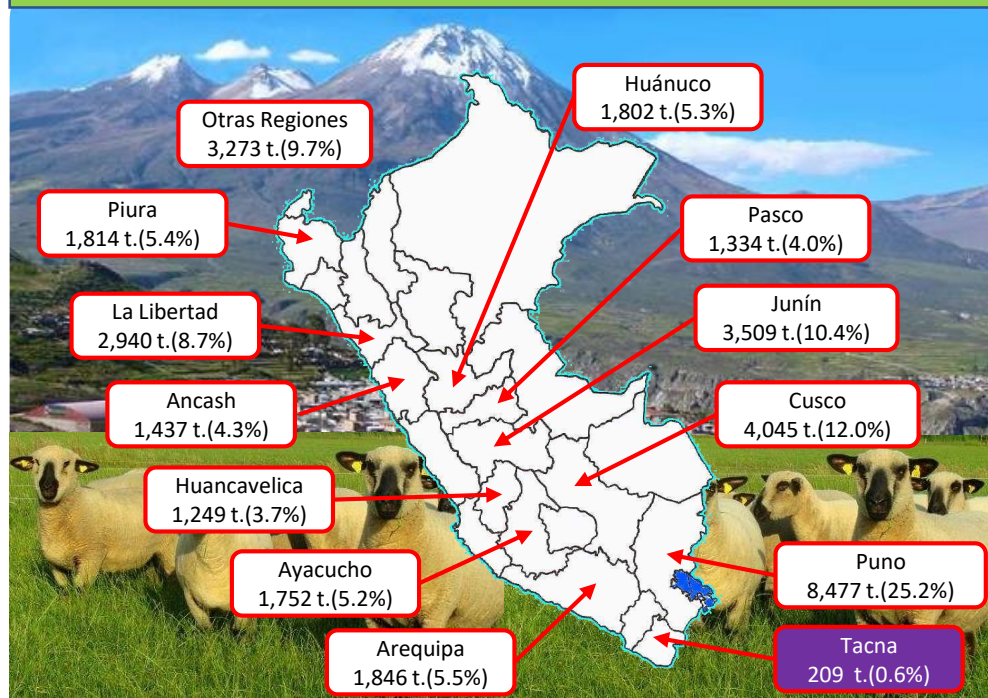 Huánuco
1,802 t.(5.3%)
Otras Regiones
3,273 t.(9.7%)
Piura
1,814 t.(5.4%)
Pasco
1,334 t.(4.0%)
La Libertad
2,940 t.(8.7%)
Junín
3,509 t.(10.4%)
Ancash
1,437 t.(4.3%)
Cusco
4,045 t.(12.0%)
Huancavelica
1,249 t.(3.7%)
Ayacucho
1,752 t.(5.2%)
Puno
8,477 t.(25.2%)
Arequipa
1,846 t.(5.5%)
Tacna
209 t.(0.6%)